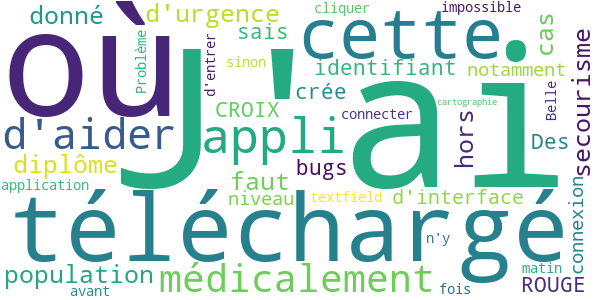 donné
d'urgence
cliquer
impossible
où
J'ai
cette
cas
sais
Problème
d'entrer
sinon
identifiant
notamment
secourisme
d'aider
CROIX
appli
crée
connecter
cartographie
Belle
hors
Des
diplôme
bugs
application
faut
niveau
textfield
d'interface
connexion
téléchargé
n'y
population
médicalement
matin
ROUGE
avant
fois